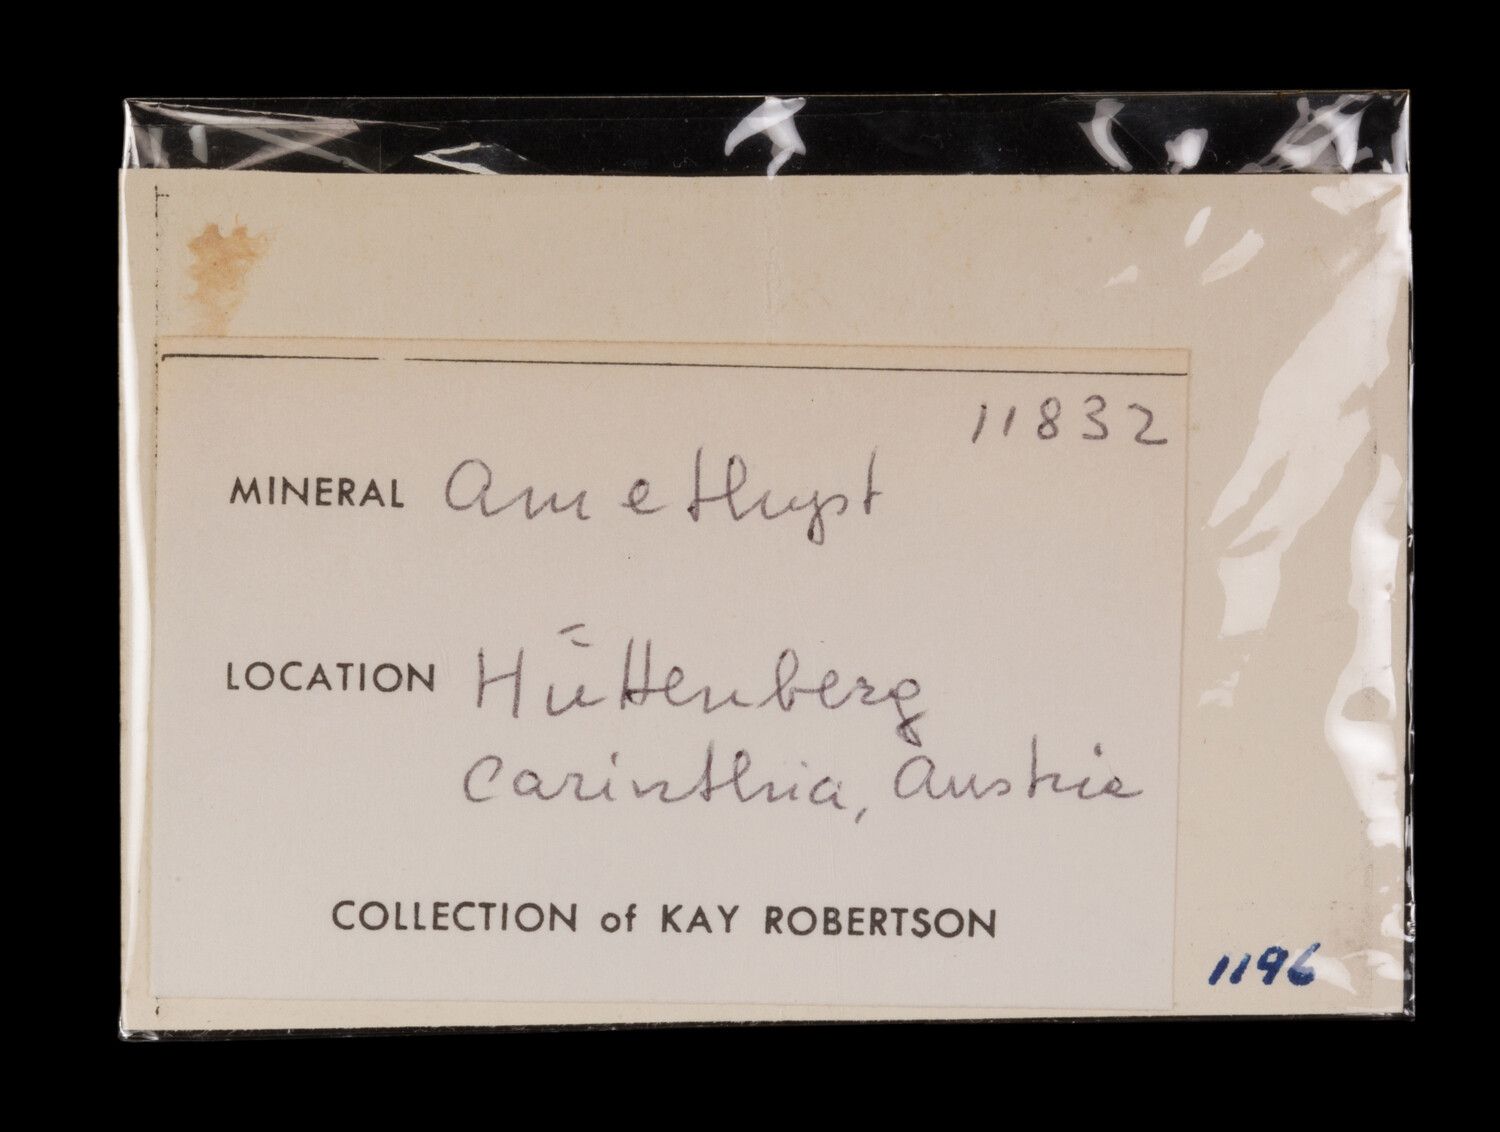 11832
MINERAL Amethyst
LOCATION Hüttenberg
Carinthia, Austria
COLLECTION of KAY ROBERTSON
1196